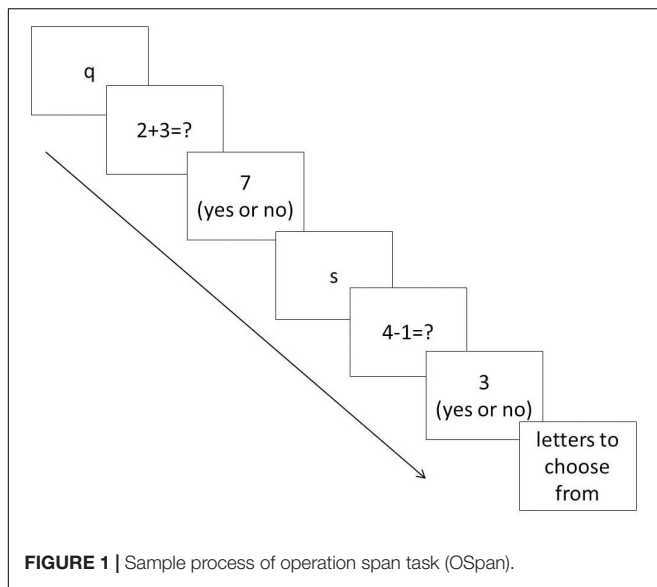 q
2+3=?
7
(yes or no)
s
4-1=?
3
(yes or no)
letters to
choose
from
FIGURE 1 | Sample process of operation span task (OSpan).